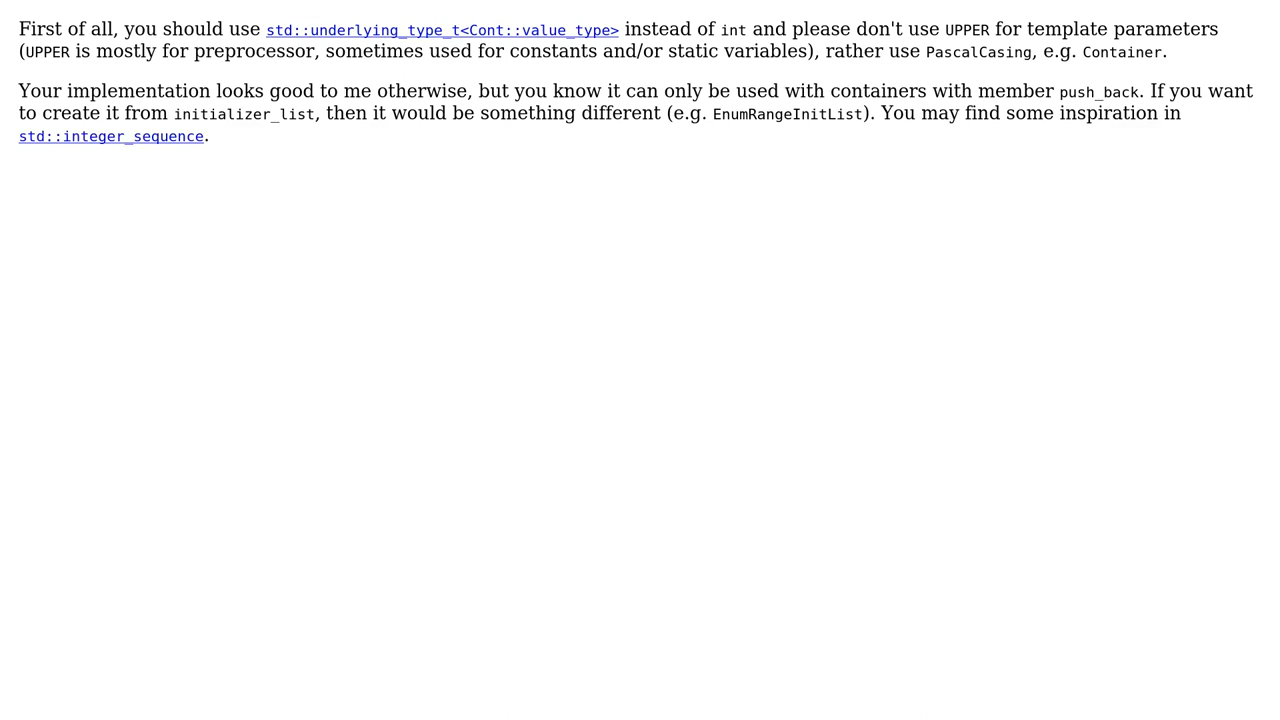 First of all, you should use std::underlying_type_t<Cont::value_type> instead of int and please don't use UPPER for template parameters
(UPPER is mostly for preprocessor, sometimes used for constants and/or static variables), rather use PascalCasing, e.g. Container.
Your implementation looks good to me otherwise, but you know it can only be used with containers with member push_back. If you want
to create it from initializer_list, then it would be something different (e.g. EnumRangeInitList). You may find some inspiration in
std::integer_sequence.